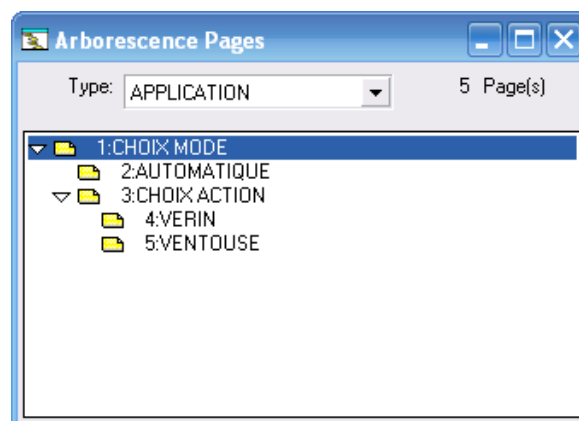 Arborescence Pages
Type: APPLICATION 5 Page(s)
1:CHOIX MODE
2:AUTOMATIQUE
3:CHOIX ACTION
4:VERIN
5:VENTOUSE